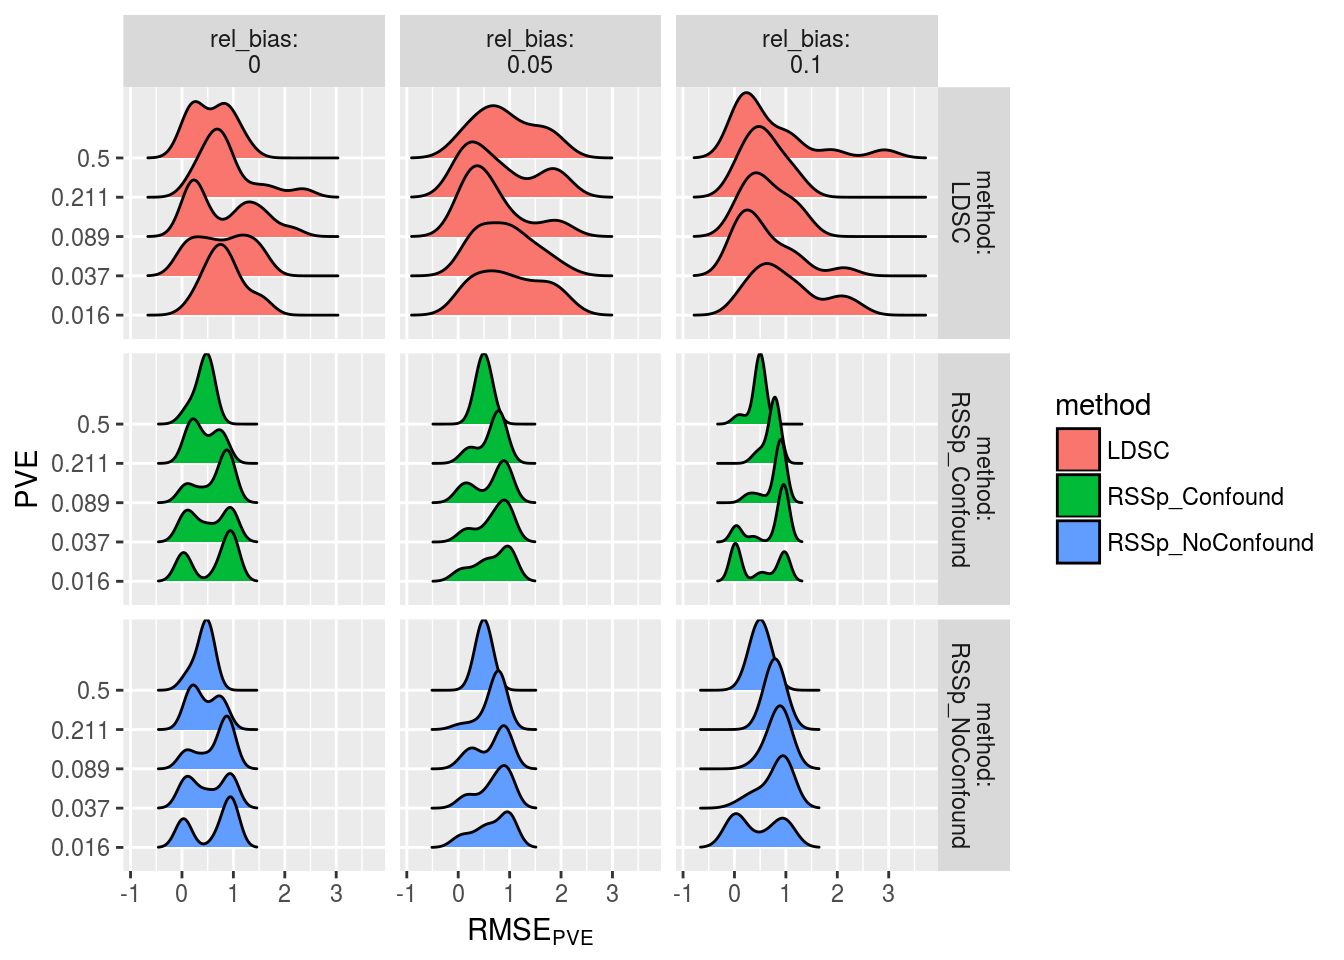 rel_bias:
0
rel_bias:
0.05
rel_bias:
0.1
PVE
0.5
0.211
0.089
0.037
0.016
method:
LDSC
0.5
0.211
0.089
0.037
0.016
method:
RSSp_Confound
0.5
0.211
0.089
0.037
0.016
method:
RSSp_NoConfound
-1 0 1 2 3
-1 0 1 2 3
-1 0 1 2 3
RMSE_PVE
method
LDSC
RSSp_Confound
RSSp_NoConfound